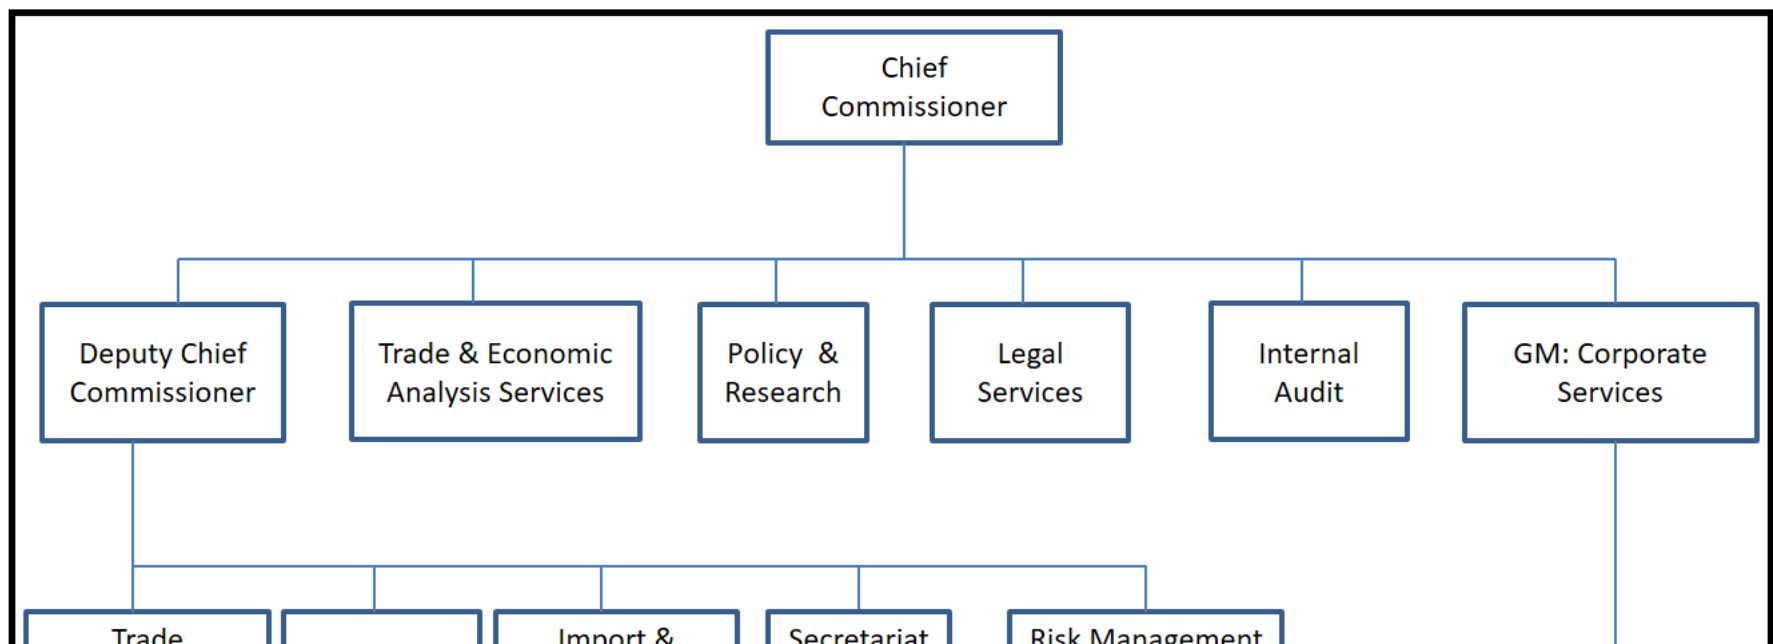 Chief
Commissioner
Deputy Chief
Commissioner
Trade & Economic
Analysis Services
Policy &
Research
Legal
Services
Internal
Audit
GM: Corporate
Services
Trade
Import &
Secretariat
Risk Management